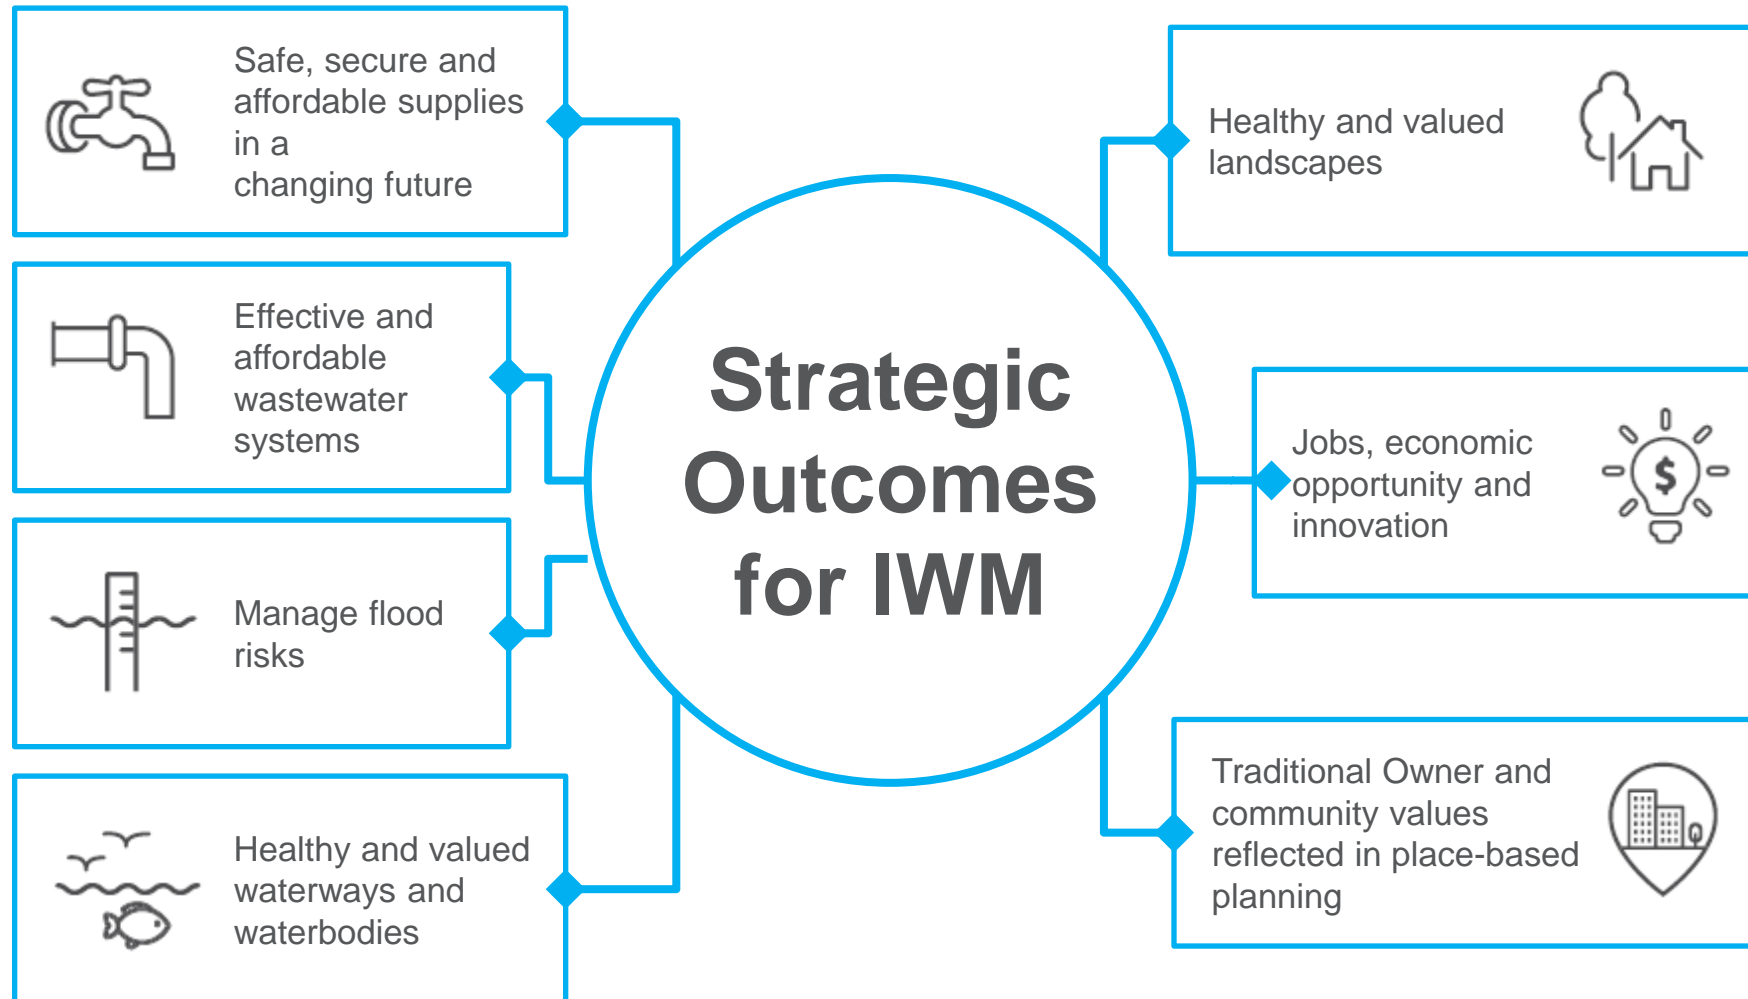 Safe, secure and
affordable supplies
in a
changing future
Effective and
affordable
wastewater
systems
Manage flood
risks
Healthy and valued
waterways and
waterbodies
Strategic
Outcomes
for IWM
Healthy and valued
landscapes
Jobs, economic
opportunity and
innovation
$
Traditional Owner and
community values
reflected in place-based
planning